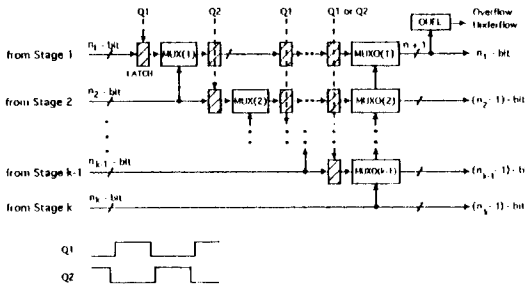 Q1 Q2 Q1 Q1 or Q2
OUFL Overflow
Underflow
from Stage 1 n1 - bit LATCH MUX(1) MUXO(1) n1+1 n1 - bit
from Stage 2 n2 - bit MUX(2) MUXO(2) (n2 - 1) - bit
from Stage k-1 nk-1 - bit MUXO(k-1) (nk-1 - 1) - b
from Stage k nk - bit (nk - 1) - bit
Q1
Q2